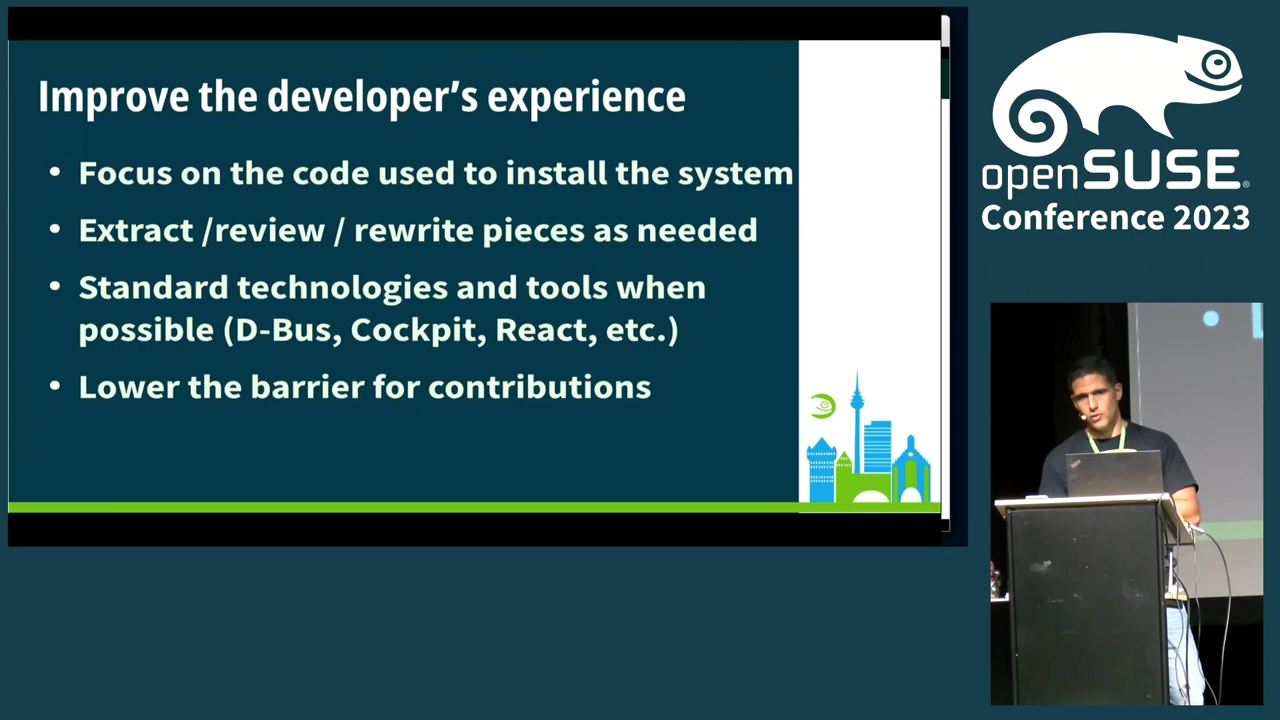 Improve the developer's experience
• Focus on the code used to install the system
• Extract /review / rewrite pieces as needed
• Standard technologies and tools when
possible (D-Bus, Cockpit, React, etc.)
• Lower the barrier for contributions
openSUSE®
Conference 2023